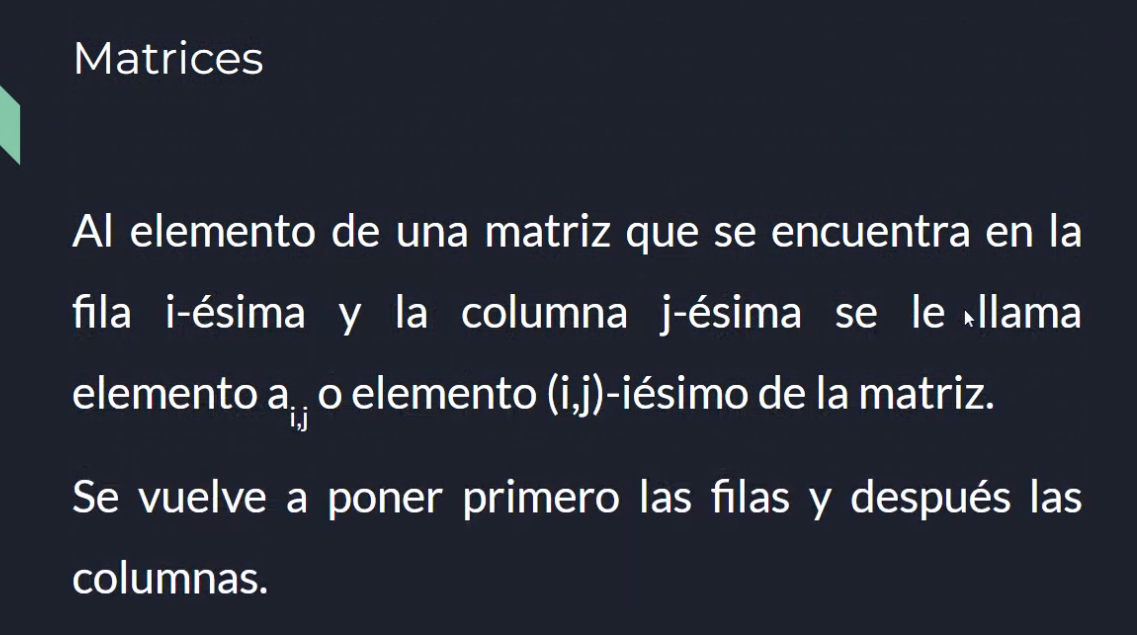 Matrices
Al elemento de una matriz que se encuentra en la
fila i-ésima y la columna j-ésima se le llama
elemento a i,j o elemento (i,j)-iésimo de la matriz.
Se vuelve a poner primero las filas y después las
columnas.